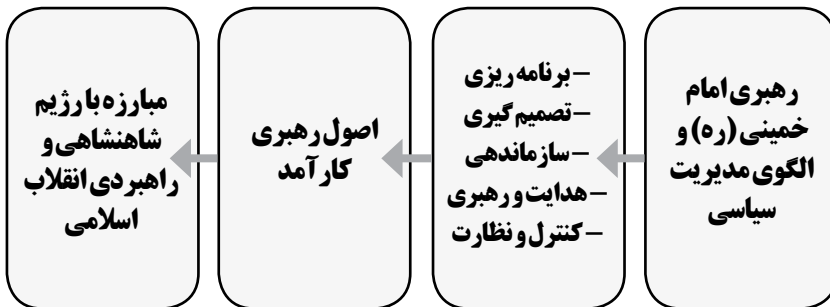 رهبری امام
خمینی (ره) و
الگوی مدیریت
سیاسی
– برنامه ریزی
– تصمیم گیری
– سازماندهی
– هدایت و رهبری
– کنترل و نظارت
اصول رهبری
کارآمد
مبارزه با رژیم
شاهنشاهی و
راهبردی انقلاب
اسلامی